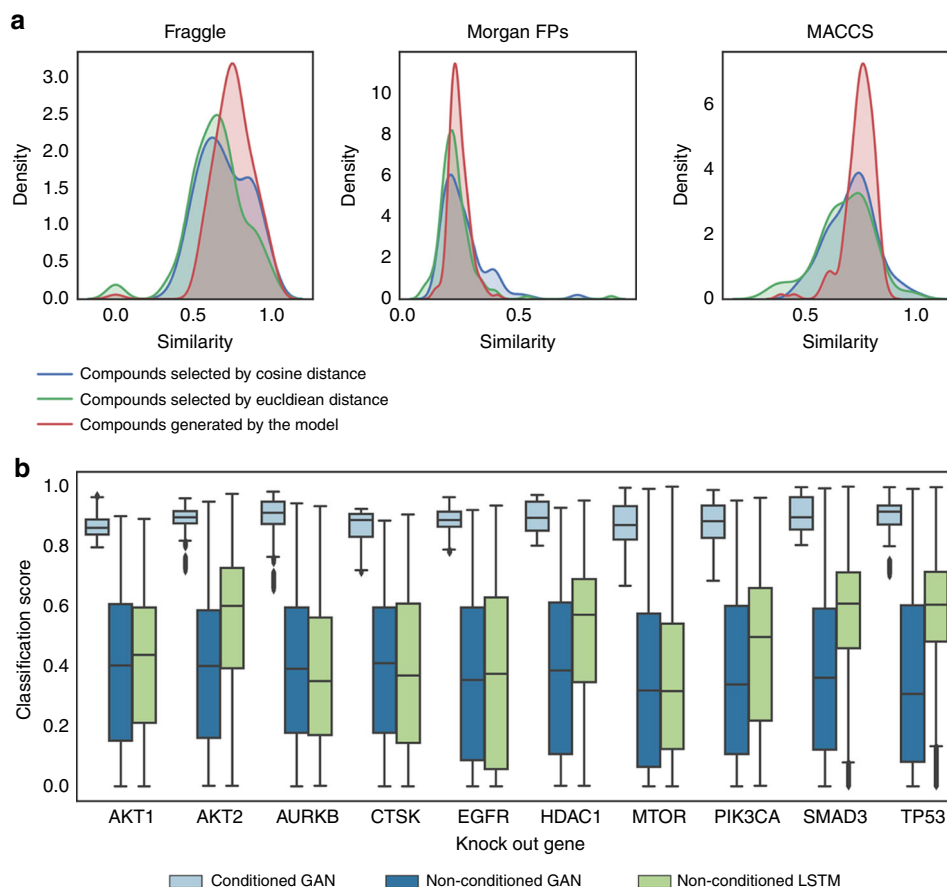 a
Fraggle
Morgan FPs
MACCS
Density
3.0
2.5
2.0
1.5
1.0
0.5
0.0
0.0 0.5 1.0
Similarity
Density
10
8
6
4
2
0
0.0 0.5
Similarity
Density
6
4
2
0
0.5 1.0
Similarity
Compounds selected by cosine distance
Compounds selected by eucldiean distance
Compounds generated by the model
b
Classification score
1.0
0.8
0.6
0.4
0.2
0.0
AKT1 AKT2 AURKB CTSK EGFR HDAC1 MTOR PIK3CA SMAD3 TP53
Knock out gene
Conditioned GAN Non-conditioned GAN Non-conditioned LSTM